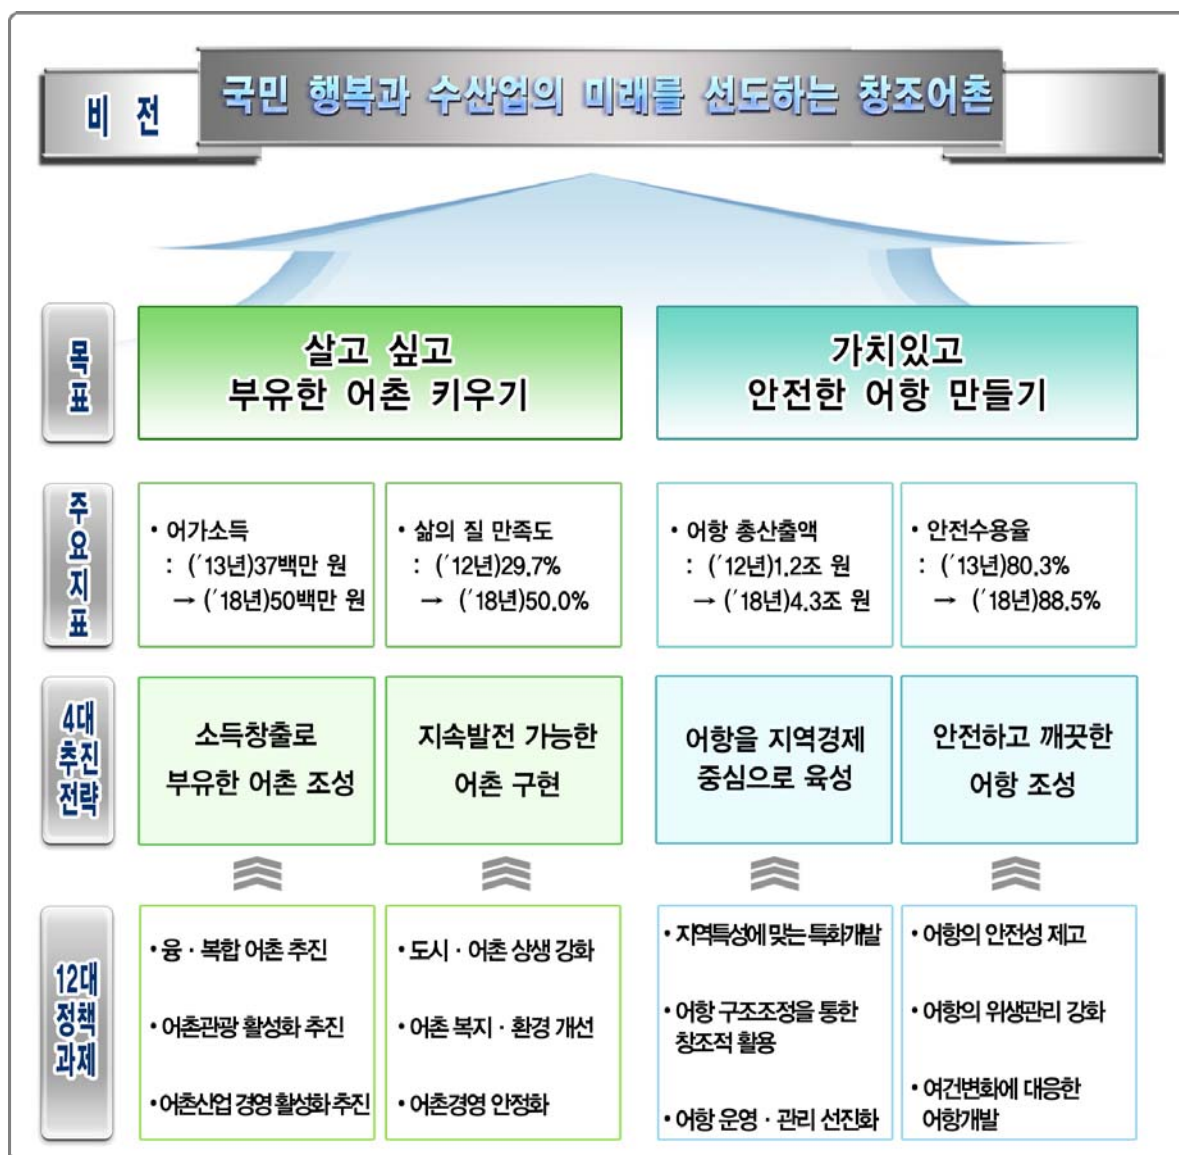 비 전
국민 행복과 수산업의 미래를 선도하는 창조어촌
목
표
살고 싶고
부유한 어촌 키우기
가치있고
안전한 어항 만들기
주
요
지
표
• 어가소득
: (´13년)37백만 원
→ (´18년)50백만 원
• 삶의 질 만족도
: (´12년)29.7%
→ (´18년)50.0%
• 어항 총산출액
: (´12년)1.2조 원
→ (´18년)4.3조 원
• 안전수용율
: (´13년)80.3%
→ (´18년)88.5%
4대
추진
전략
소득창출로
부유한 어촌 조성
지속발전 가능한
어촌 구현
어항을 지역경제
중심으로 육성
안전하고 깨끗한
어항 조성
12대
정책
과제
• 융 · 복합 어촌 추진
• 어촌관광 활성화 추진
• 어촌산업 경영 활성화 추진
• 도시 · 어촌 상생 강화
• 어촌 복지 · 환경 개선
• 어촌경영 안정화
• 지역특성에 맞는 특화개발
• 어항 구조조정을 통한
창조적 활용
• 어항 운영 · 관리 선진화
• 어항의 안전성 제고
• 어항의 위생관리 강화
• 여건변화에 대응한
어항개발